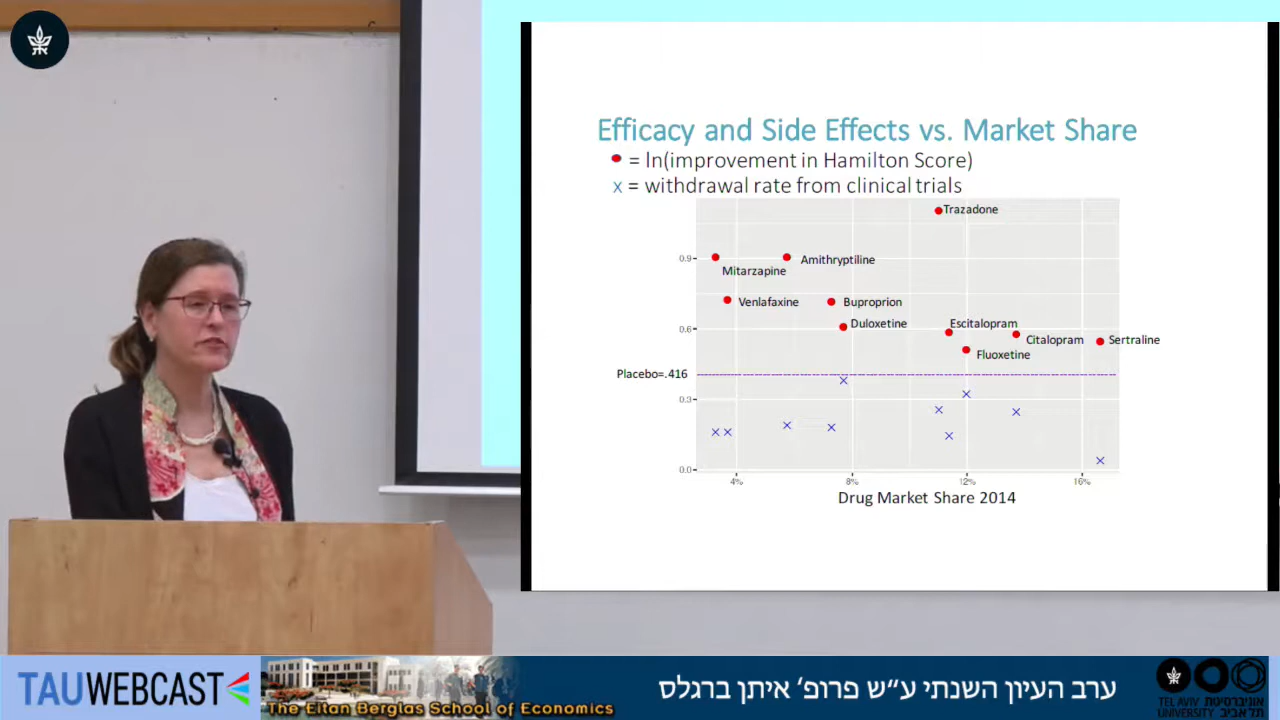 Efficacy and Side Effects vs. Market Share
= ln(improvement in Hamilton Score)
x = withdrawal rate from clinical trials
Trazadone
0.9
Mitarzapine
Amithryptiline
Venlafaxine
Buproprion
0.6
Duloxetine
Escitalopram
Citalopram
Sertraline
Fluoxetine
Placebo=.416
0.3
0.0
4%
8%
12%
16%
Drug Market Share 2014
TAUWEBCAST
The Eitan Berglas School of Economics
ערב העיון השנתי ע"ש פרופ' איתן ברגלס
אוניברסיטת תל אביב
TEL AVIV UNIVERSITY